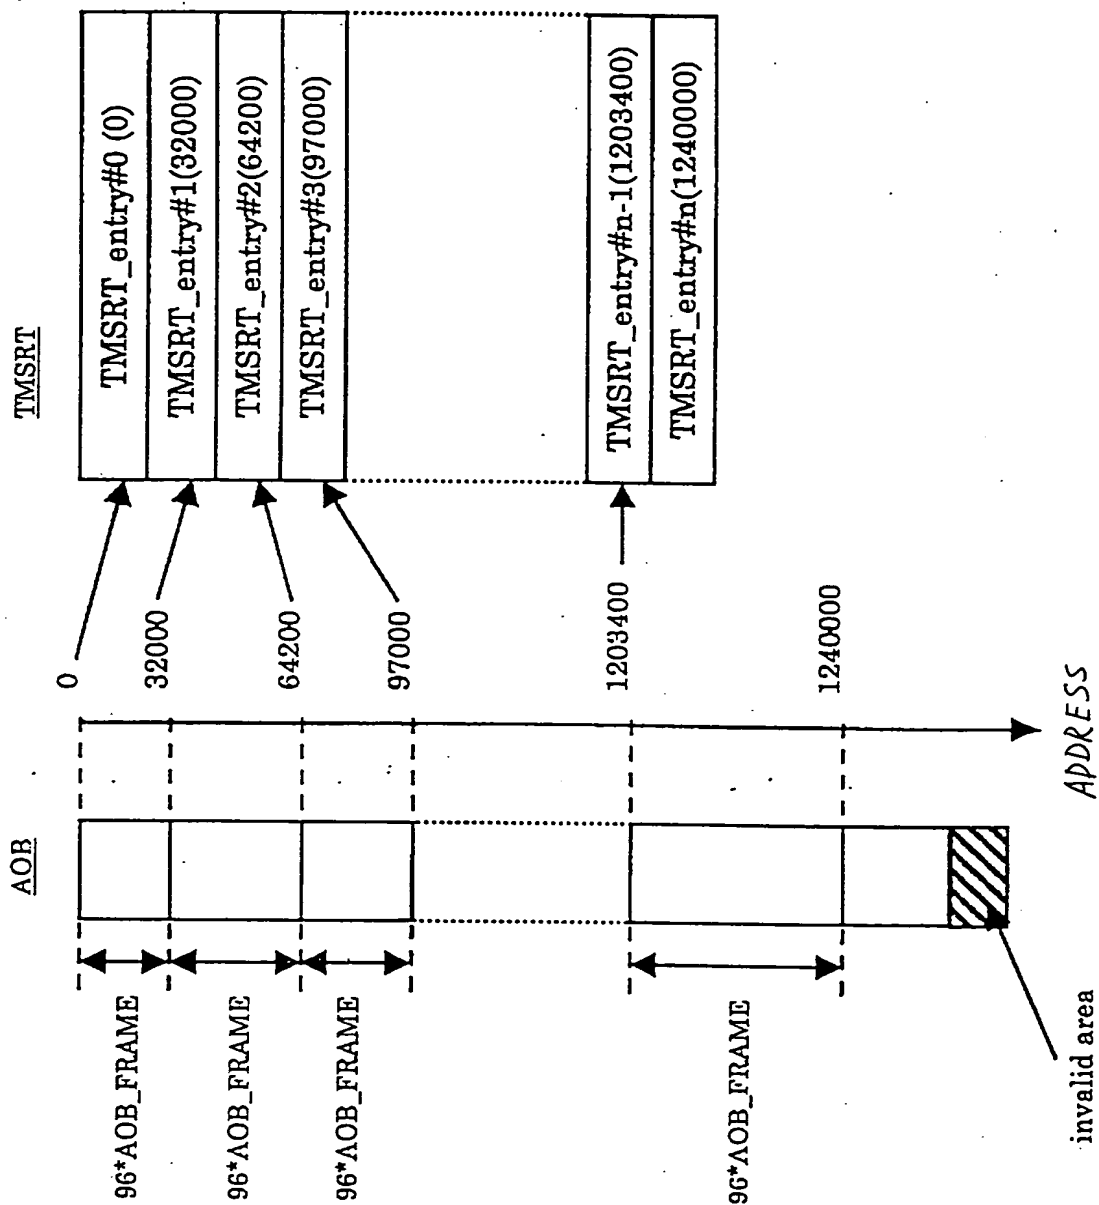 TMSRT
TMSRT_entry#0 (0)
TMSRT_entry#1(32000)
TMSRT_entry#2(64200)
TMSRT_entry#3(97000)
TMSRT_entry#n-1(1203400)
TMSRT_entry#n(1240000)
0
32000
64200
97000
1203400
1240000
ADDRESS
AOB
96*AOB_FRAME
96*AOB_FRAME
96*AOB_FRAME
96*AOB_FRAME
invalid area